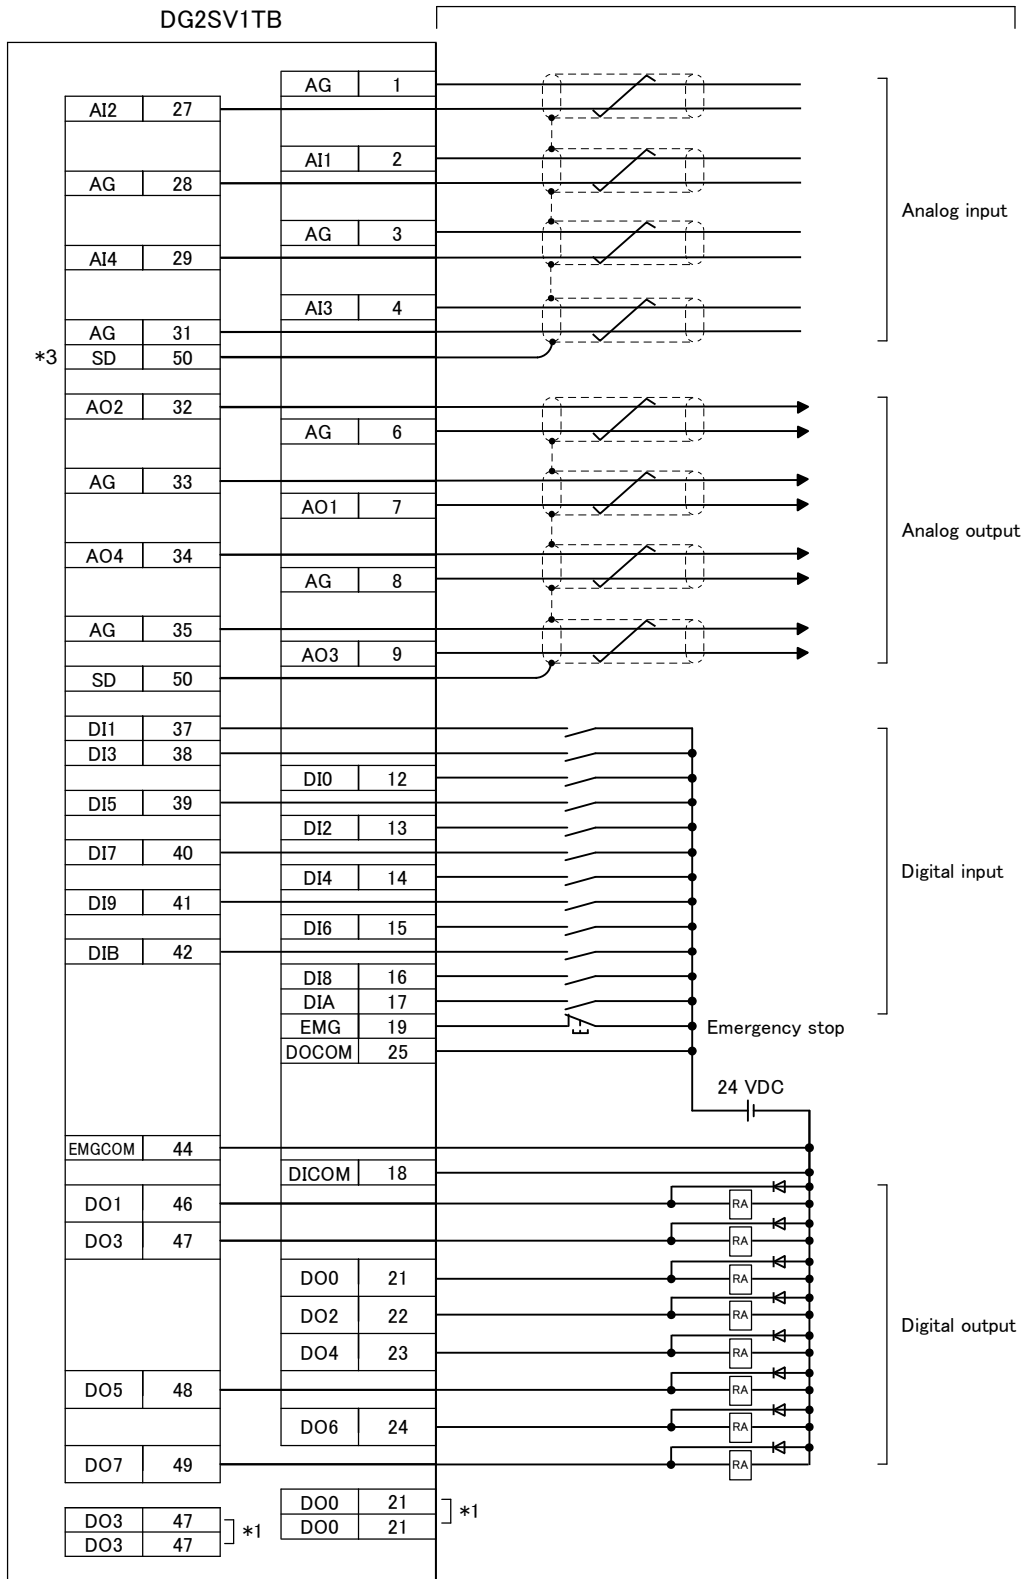 DG2SV1TB
AG 1
AI2 27
AI1 2
AG 28
Analog input
AG 3
AI4 29
AI3 4
AG 31
*3 SD 50
AO2 32
AG 6
AG 33
AO1 7
Analog output
AO4 34
AG 8
AG 35
AO3 9
SD 50
DI1 37
DI3 38
DI0 12
DI5 39
DI2 13
DI7 40
DI4 14
Digital input
DI9 41
DI6 15
DIB 42
DI8 16
DIA 17
EMG 19 Emergency stop
DOCOM 25
24 VDC
EMGCOM 44
DICOM 18
DO1 46 RA
DO3 47 RA
DO0 21 RA
DO2 22 RA
Digital output
DO4 23 RA
DO5 48 RA
DO6 24 RA
DO7 49 RA
DO0 21
*1
DO0 21
DO3 47
*1
DO3 47